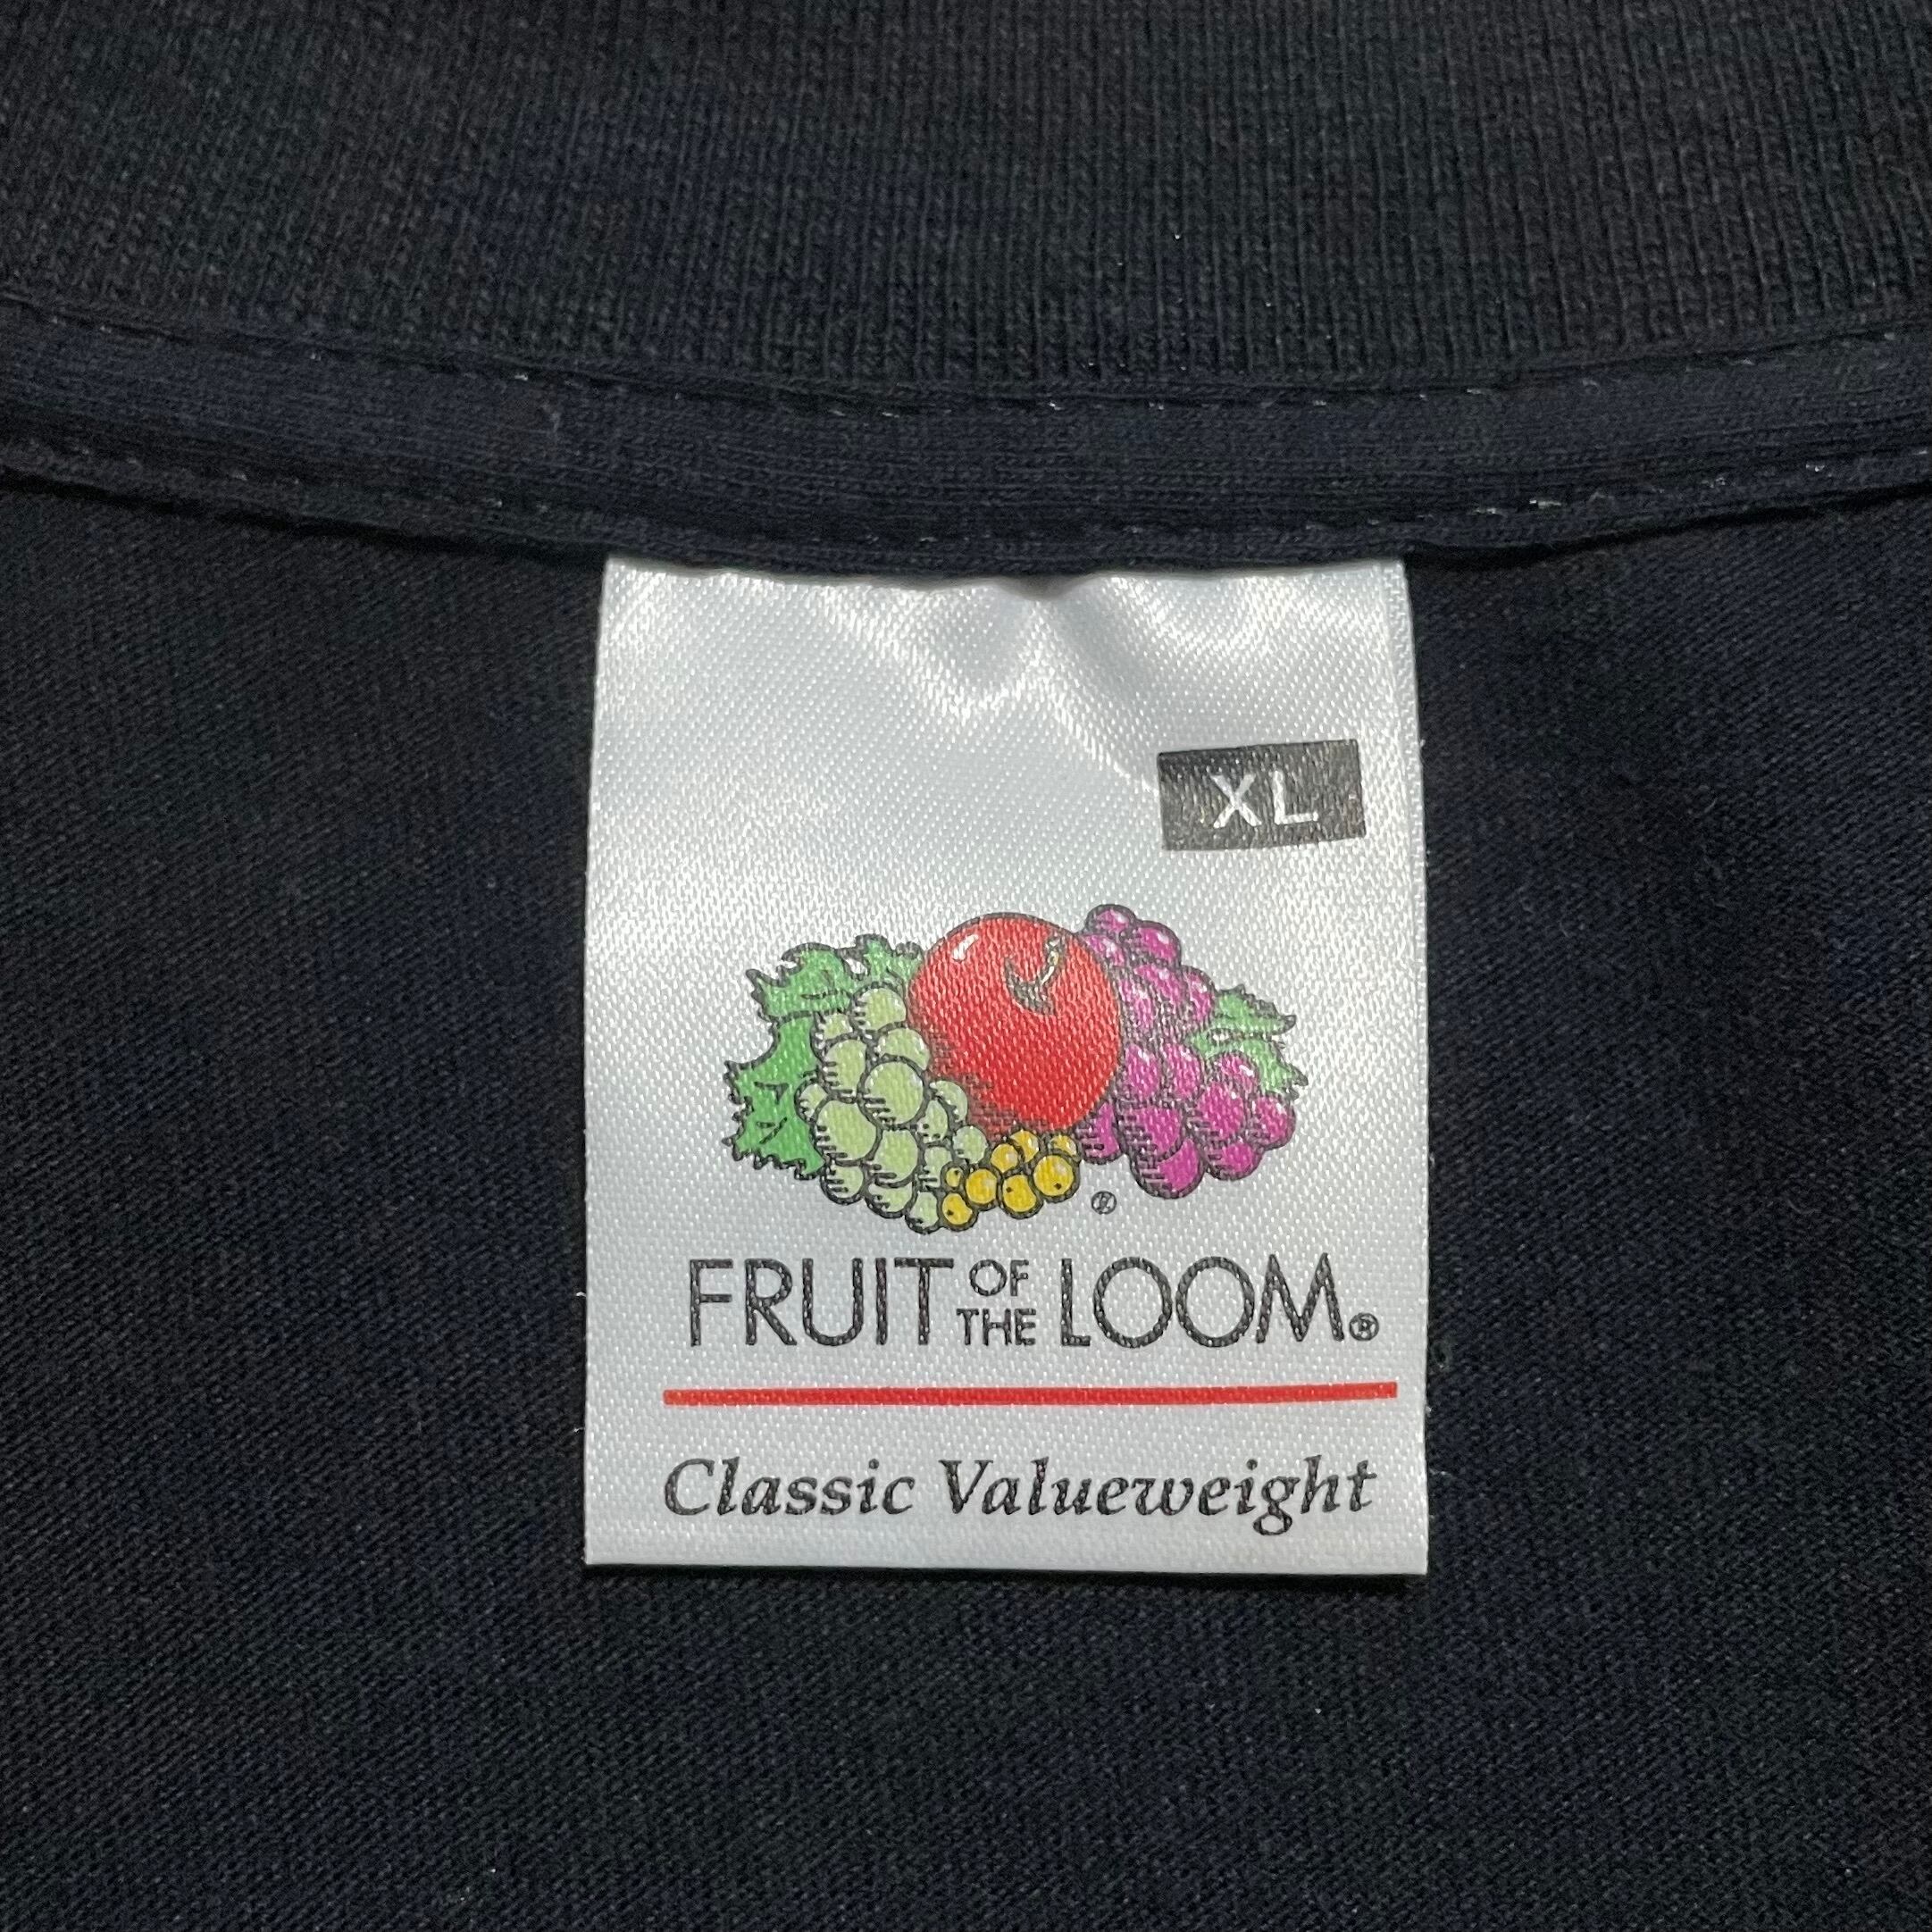 XL
®
FRUIT OF THE LOOM®
Classic Valueweight